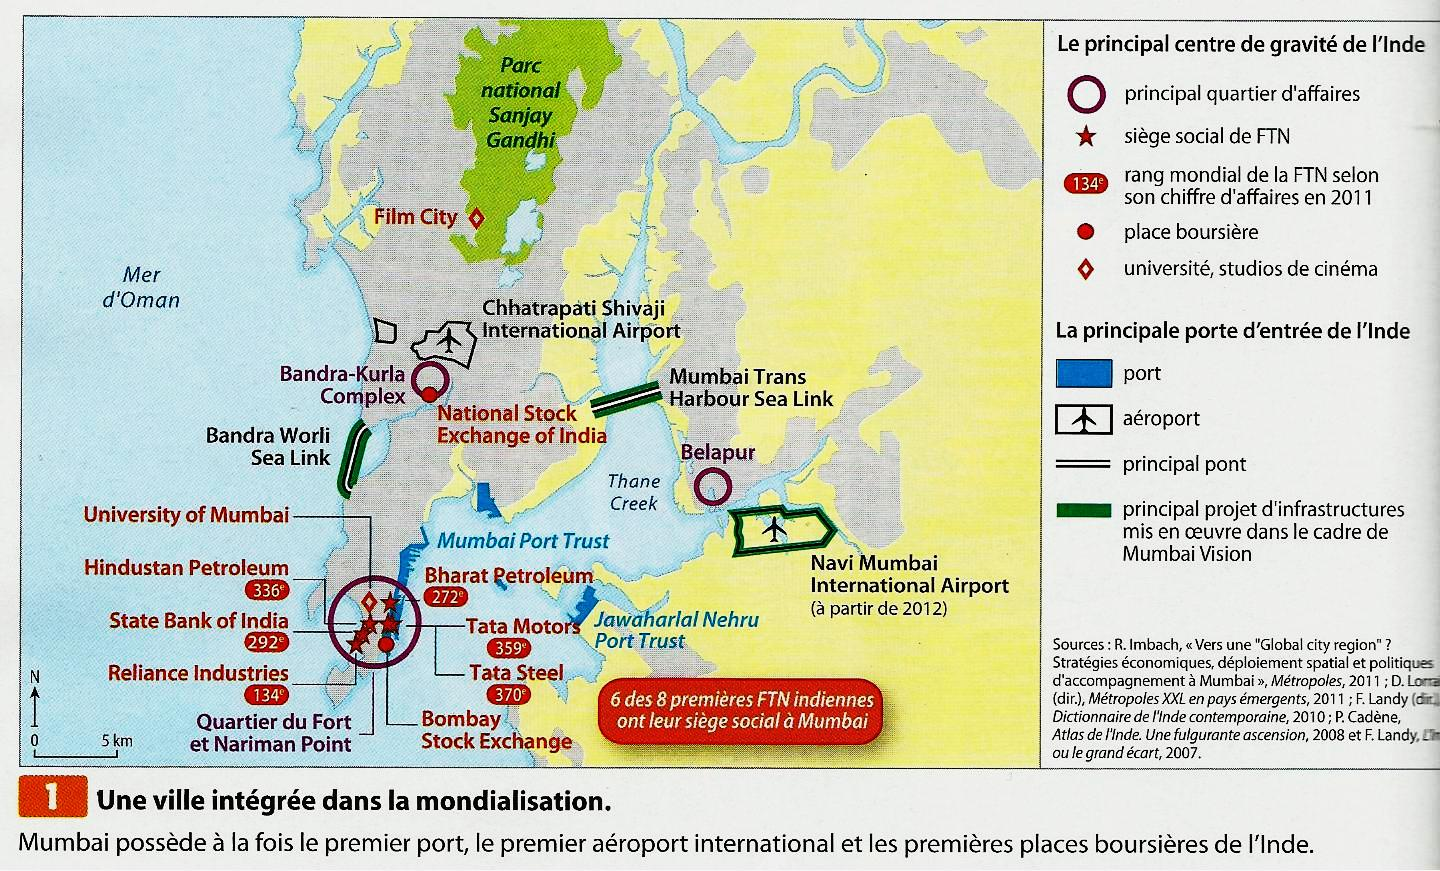 Parc
national
Sanjay
Gandhi
Film City
Mer
d'Oman
Chhatrapati Shivaji
International Airport
Bandra-Kurla
Complex
National Stock
Exchange of India
Mumbai Trans
Harbour Sea Link
Bandra Worli
Sea Link
Belapur
Thane
Creek
University of Mumbai
Mumbai Port Trust
Navi Mumbai
International Airport
(à partir de 2012)
Hindustan Petroleum
336e
Bharat Petroleum
272e
State Bank of India
292e
Tata Motors
359e
Jawaharlal Nehru
Port Trust
Reliance Industries
134e
Tata Steel
370e
Quartier du Fort
et Nariman Point
Bombay
Stock Exchange
6 des 8 premières FTN indiennes
ont leur siège social à Mumbai
N
0 5 km
Le principal centre de gravité de l'Inde
principal quartier d'affaires
siège social de FTN
134e
rang mondial de la FTN selon
son chiffre d'affaires en 2011
place boursière
université, studios de cinéma
La principale porte d'entrée de l'Inde
port
aéroport
principal pont
principal projet d'infrastructures
mis en œuvre dans le cadre de
Mumbai Vision
Sources : R. Imbach, « Vers une "Global city region" ?
Stratégies économiques, déploiement spatial et politiques
d'accompagnement à Mumbai », Métropoles, 2011 ; D.
(dir.), Métropoles XXL en pays émergents, 2011 ; F. Landy (dir.),
Dictionnaire de l'Inde contemporaine, 2010 ; P. Cadène,
Atlas de l'Inde. Une fulgurante ascension, 2008 et F. Landy,
ou le grand écart, 2007.
1 Une ville intégrée dans la mondialisation.
Mumbai possède à la fois le premier port, le premier aéroport international et les premières places boursières de l'Inde.